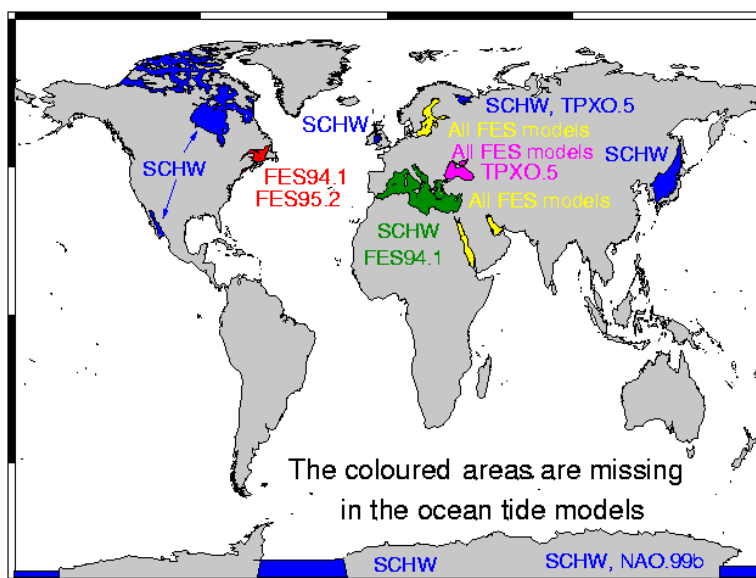 SCHW, TPXO.5
SCHW
All FES models
All FES models
SCHW
SCHW
TPXO.5
FES94.1
FES95.2
All FES models
SCHW
FES94.1
The coloured areas are missing
in the ocean tide models
SCHW
SCHW, NAO.99b